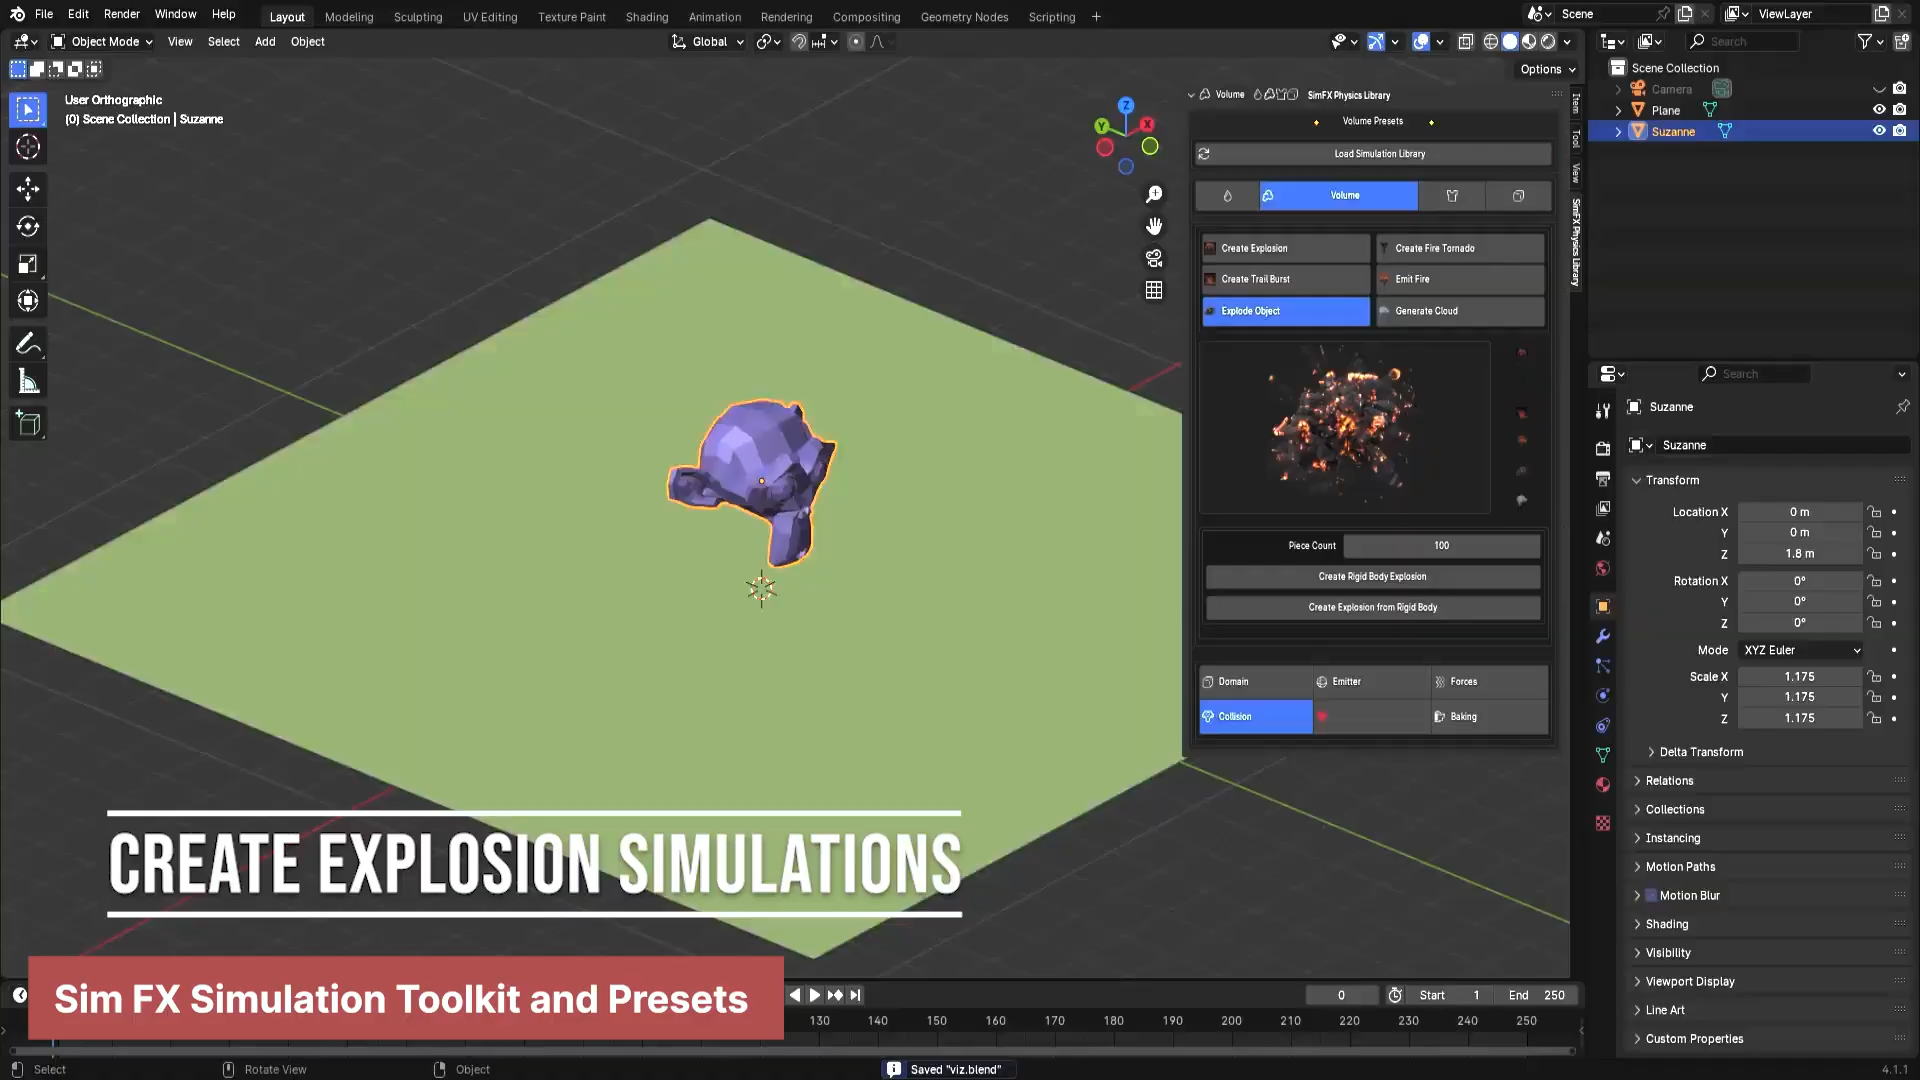 File Edit Render Window Help Layout Modeling Sculpting UV Editing Texture Paint Shading Animation Rendering Compositing Geometry Nodes Scripting + Scene ViewLayer
Object Mode View Select Add Object Global Search
Options
User Orthographic
(0) Scene Collection | Suzanne
Z
Y X
Volume SimFX Physics Library
Volume Presets
Load Simulation Library
Volume
Create Explosion Create Fire Tornado
Create Trail Burst Emit Fire
Explode Object Generate Cloud
Piece Count 100
Create Rigid Body Explosion
Create Explosion from Rigid Body
Domain Emitter Forces
Collision Baking
Item
Tool
View
SimFX Physics Library
Scene Collection
Camera
Plane
Suzanne
Search
Suzanne
Suzanne
Transform
Location X 0 m
Y 0 m
Z 1.8 m
Rotation X 0°
Y 0°
Z 0°
Mode XYZ Euler
Scale X 1.175
Y 1.175
Z 1.175
Delta Transform
Relations
Collections
Instancing
Motion Paths
Motion Blur
Shading
Visibility
Viewport Display
Line Art
Custom Properties
CREATE EXPLOSION SIMULATIONS
Sim FX Simulation Toolkit and Presets
0 Start 1 End 250
130 140 150 160 170 180 190 200 210 220 230 240 250
Select Rotate View Object Saved "viz.blend" 4.1.1